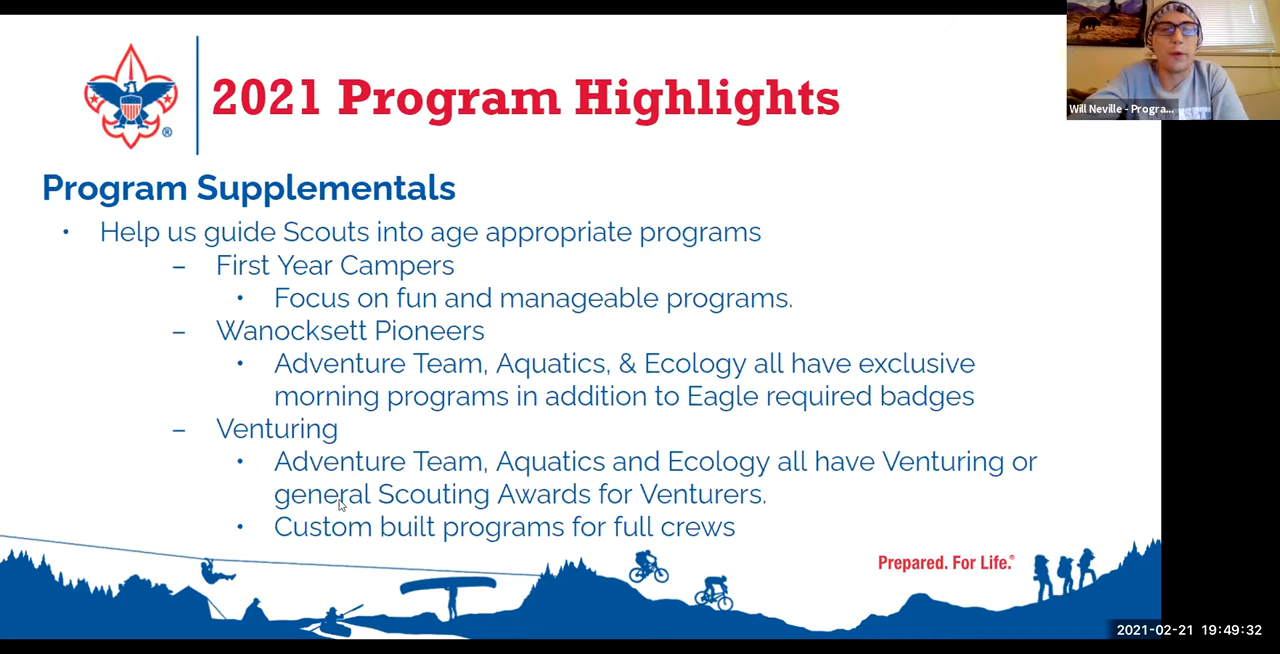 2021 Program Highlights
Will Neville - Progra...
Program Supplementals
• Help us guide Scouts into age appropriate programs
– First Year Campers
• Focus on fun and manageable programs.
– Wanocksett Pioneers
• Adventure Team, Aquatics, & Ecology all have exclusive
morning programs in addition to Eagle required badges
– Venturing
• Adventure Team, Aquatics and Ecology all have Venturing or
general Scouting Awards for Venturers.
• Custom built programs for full crews
Prepared. For Life.®
2021-02-21 19:49:32